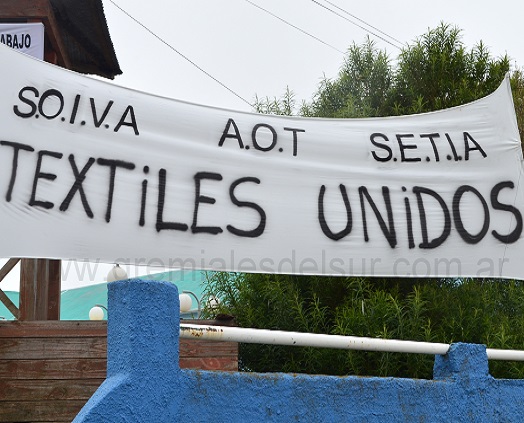 ABAJO
S.O.I.V.A A.O.T S.E.T.I.A
TEXTiLES UNiDOS
www.gremialesdelsur.com.ar